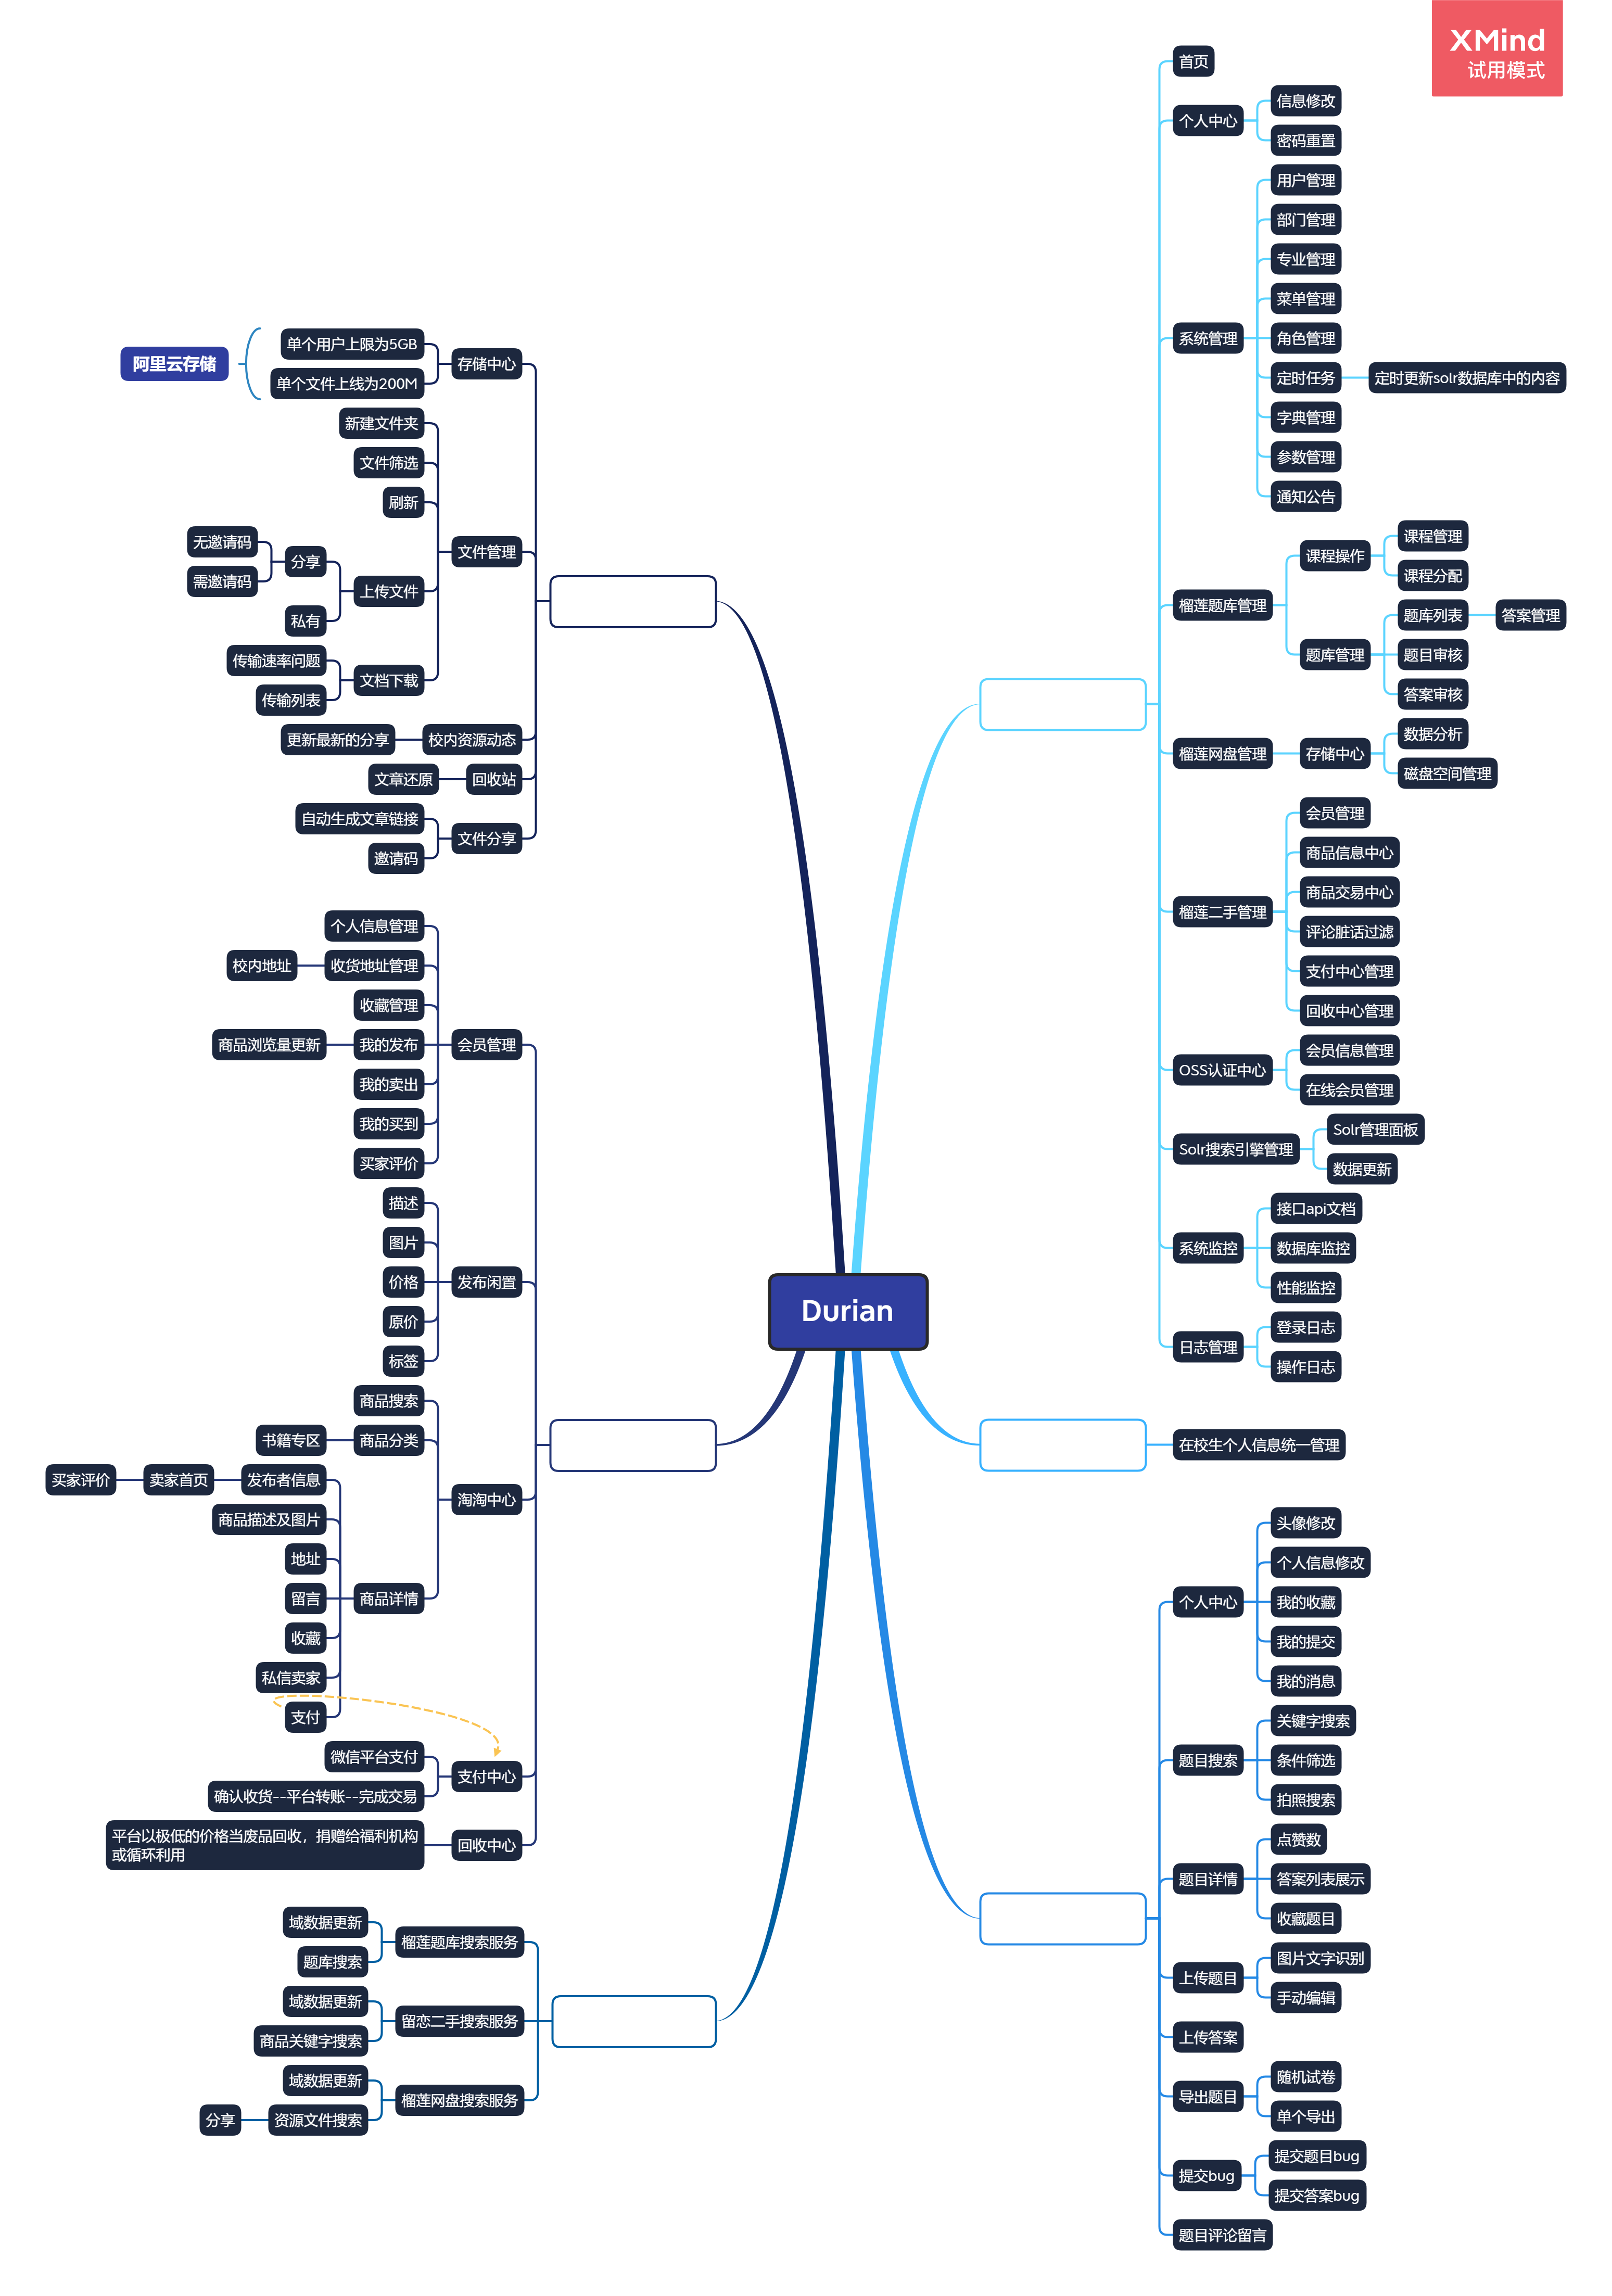 XMind
试用模式
Durian
首页
个人中心
信息修改
密码重置
系统管理
用户管理
部门管理
专业管理
菜单管理
角色管理
定时任务
定时更新solr数据库中的内容
字典管理
参数管理
通知公告
榴莲题库管理
课程操作
课程管理
课程分配
题库管理
题库列表
答案管理
题目审核
答案审核
榴莲网盘管理
存储中心
数据分析
磁盘空间管理
榴莲二手管理
会员管理
商品信息中心
商品交易中心
评论脏话过滤
支付中心管理
回收中心管理
OSS认证中心
会员信息管理
在线会员管理
Solr搜索引擎管理
Solr管理面板
数据更新
系统监控
接口api文档
数据库监控
性能监控
日志管理
登录日志
操作日志
在校生个人信息统一管理
个人中心
头像修改
个人信息修改
我的收藏
我的提交
我的消息
题目搜索
关键字搜索
条件筛选
拍照搜索
题目详情
点赞数
答案列表展示
收藏题目
上传题目
图片文字识别
手动编辑
上传答案
导出题目
随机试卷
单个导出
提交bug
提交题目bug
提交答案bug
题目评论留言
存储中心
单个用户上限为5GB
单个文件上线为200M
阿里云存储
文件管理
新建文件夹
文件筛选
刷新
上传文件
分享
无邀请码
需邀请码
私有
文档下载
传输速率问题
传输列表
校内资源动态
更新最新的分享
回收站
文章还原
文件分享
自动生成文章链接
邀请码
会员管理
个人信息管理
收货地址管理
校内地址
收藏管理
我的发布
商品浏览量更新
我的卖出
我的买到
买家评价
发布闲置
描述
图片
价格
原价
标签
淘淘中心
商品搜索
商品分类
书籍专区
商品详情
发布者信息
卖家首页
买家评价
商品描述及图片
地址
留言
收藏
私信卖家
支付
支付中心
微信平台支付
确认收货--平台转账--完成交易
回收中心
平台以极低的价格当废品回收，捐赠给福利机构
或循环利用
榴莲题库搜索服务
域数据更新
题库搜索
留恋二手搜索服务
域数据更新
商品关键字搜索
榴莲网盘搜索服务
域数据更新
资源文件搜索
分享